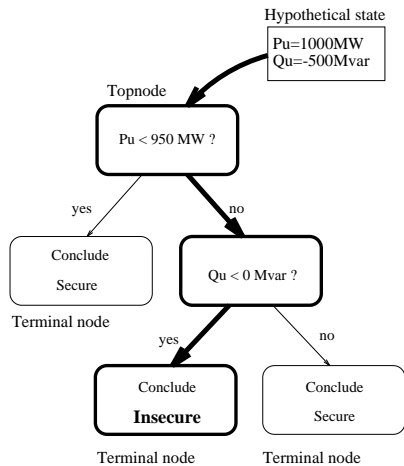 Hypothetical state
Pu=1000MW
Qu=-500Mvar
Topnode
Pu < 950 MW ?
yes
no
Conclude
Secure
Terminal node
Qu < 0 Mvar ?
yes
no
Conclude
Insecure
Terminal node
Conclude
Secure
Terminal node